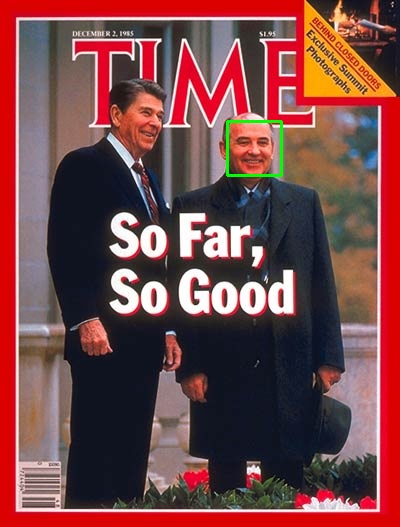 DECEMBER 2, 1985
$1.95
TIME
BEHIND CLOSED DOORS
Exclusive Summit
Photographs
So Far,
So Good